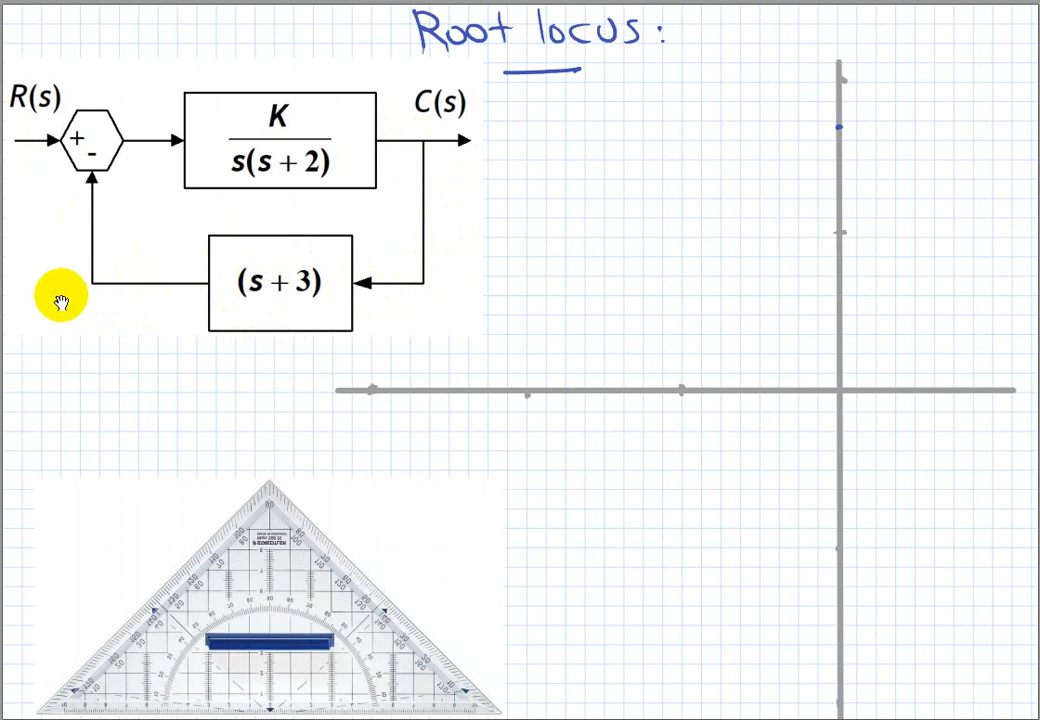 Root locus:
R(s)
+
-
K
s(s + 2)
C(s)
(s + 3)